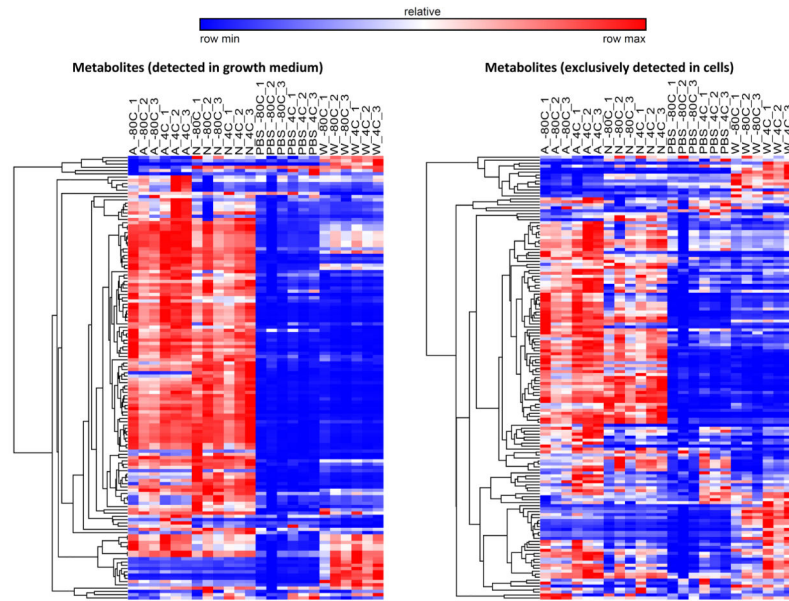 relative
row min
row max
Metabolites (detected in growth medium)
A_-80C_1
A_-80C_2
A_-80C_3
A_4C_1
A_4C_2
A_4C_3
N_-80C_1
N_-80C_2
N_-80C_3
N_4C_1
N_4C_2
N_4C_3
PBS_-80C_1
PBS_-80C_2
PBS_-80C_3
PBS_4C_1
PBS_4C_2
PBS_4C_3
W_-80C_1
W_-80C_2
W_-80C_3
W_4C_1
W_4C_2
W_4C_3
Metabolites (exclusively detected in cells)
A_-80C_1
A_-80C_2
A_-80C_3
A_4C_1
A_4C_2
A_4C_3
N_-80C_1
N_-80C_2
N_-80C_3
N_4C_1
N_4C_2
N_4C_3
PBS_-80C_1
PBS_-80C_2
PBS_-80C_3
PBS_4C_1
PBS_4C_2
PBS_4C_3
W_-80C_1
W_-80C_2
W_-80C_3
W_4C_1
W_4C_2
W_4C_3